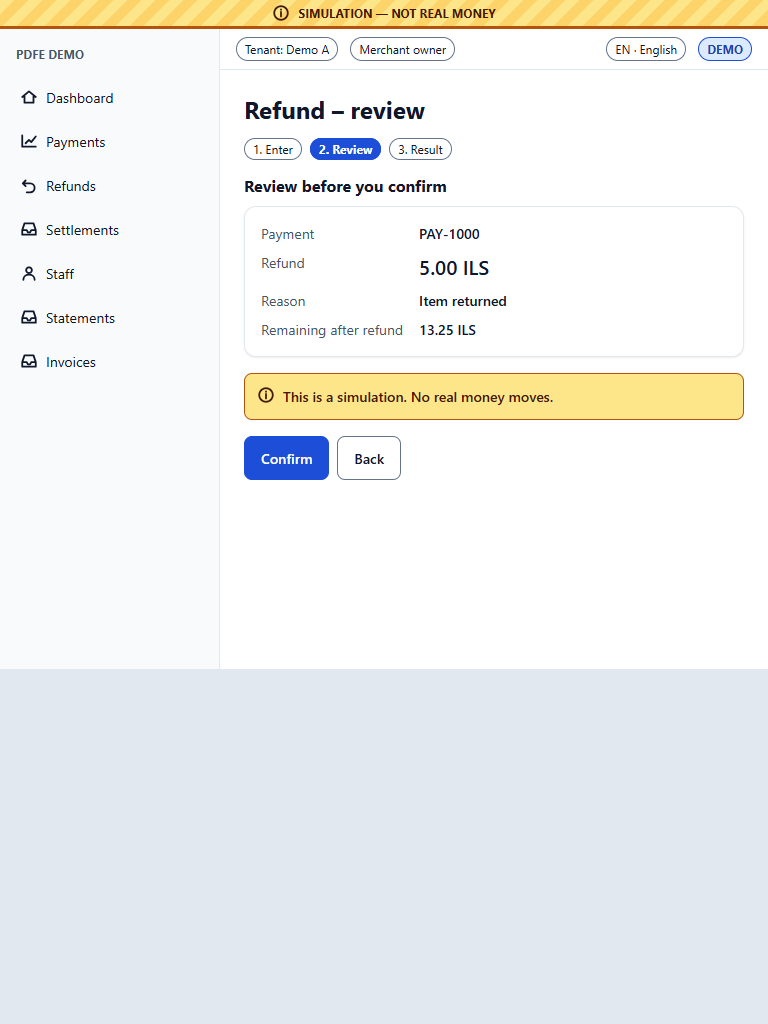 SIMULATION — NOT REAL MONEY
PDFE DEMO
Dashboard
Payments
Refunds
Settlements
Staff
Statements
Invoices
Tenant: Demo A
Merchant owner
EN · English
DEMO
Refund – review
1. Enter
2. Review
3. Result
Review before you confirm
Payment PAY-1000
Refund 5.00 ILS
Reason Item returned
Remaining after refund 13.25 ILS
This is a simulation. No real money moves.
Confirm
Back